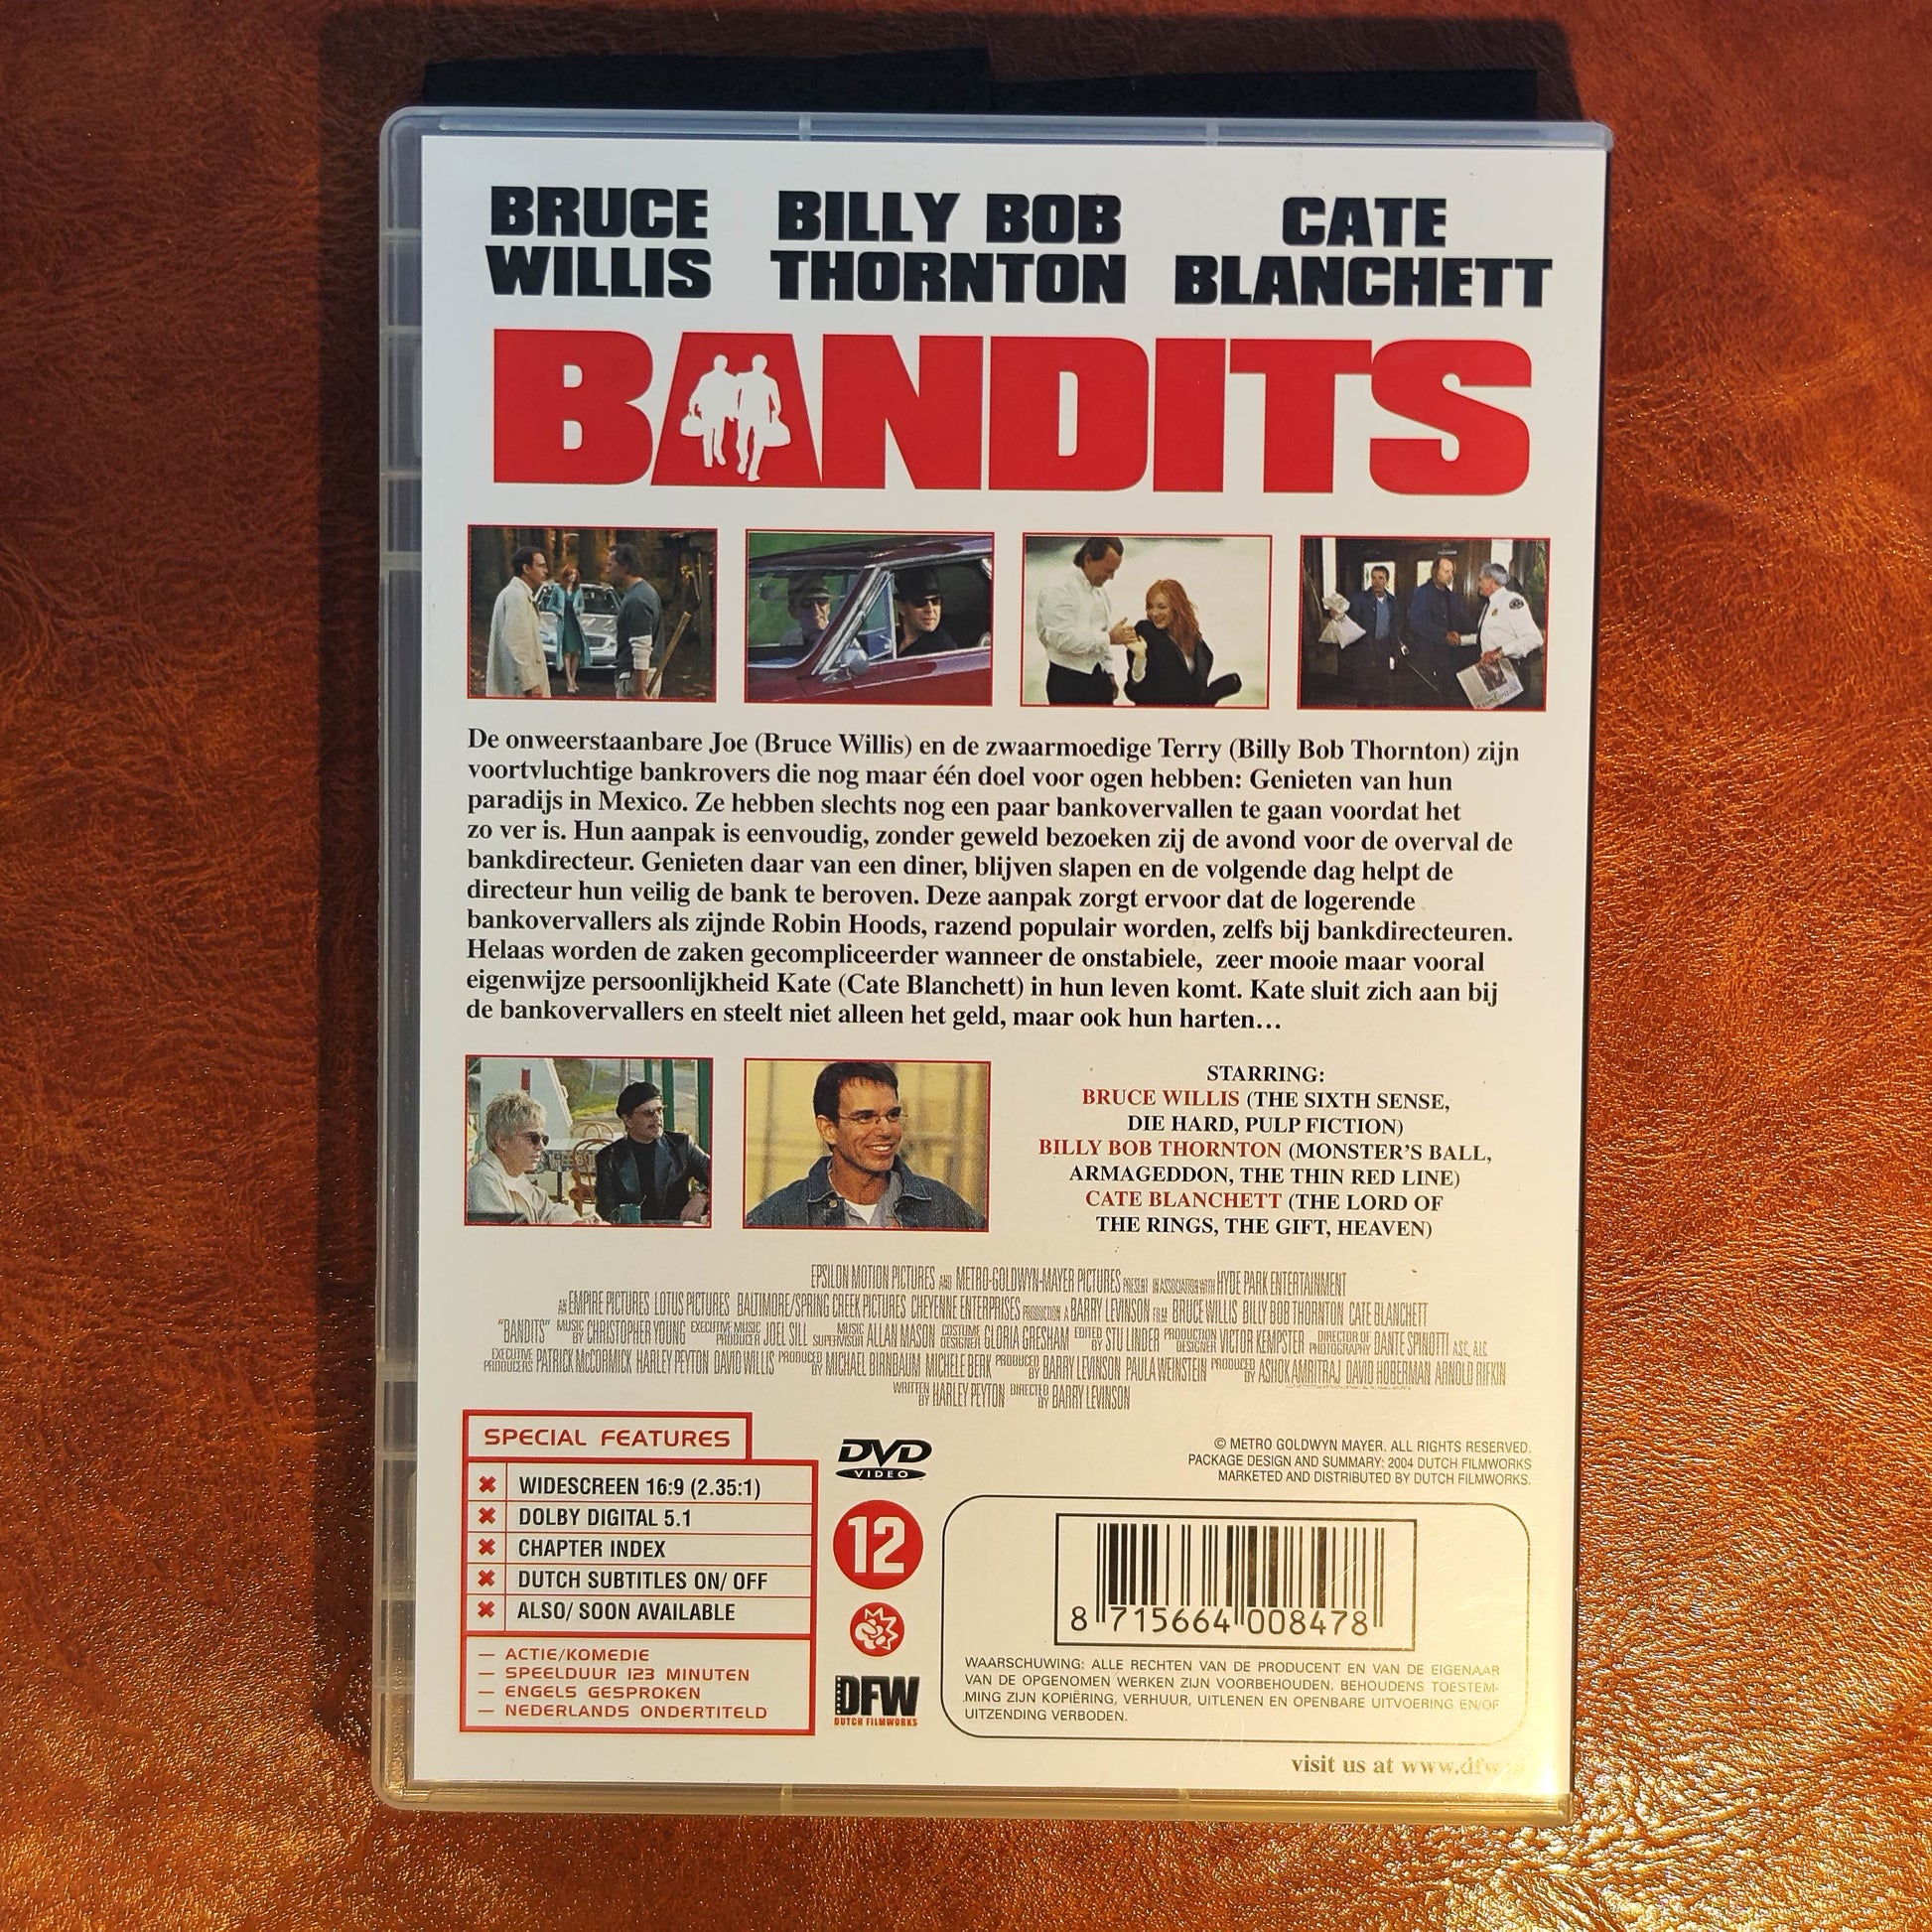 BRUCE WILLIS
BILLY BOB THORNTON
CATE BLANCHETT
BANDITS
De onweerstaanbare Joe (Bruce Willis) en de zwaarmoedige Terry (Billy Bob Thornton) zijn
voortvluchtige bankrovers die nog maar één doel voor ogen hebben: Genieten van hun
paradijs in Mexico. Ze hebben slechts nog een paar bankovervallen te gaan voordat het
zo ver is. Hun aanpak is eenvoudig, zonder geweld bezoeken zij de avond voor de overval de
bankdirecteur. Genieten daar van een diner, blijven slapen en de volgende dag helpt de
directeur hun veilig de bank te beroven. Deze aanpak zorgt ervoor dat de logerende
bankovervallers als zijnde Robin Hoods, razend populair worden, zelfs bij bankdirecteuren.
Helaas worden de zaken gecompliceerder wanneer de onstabiele, zeer mooie maar vooral
eigenwijze persoonlijkheid Kate (Cate Blanchett) in hun leven komt. Kate sluit zich aan bij
de bankovervallers en steelt niet alleen het geld, maar ook hun harten…
STARRING:
BRUCE WILLIS (THE SIXTH SENSE,
DIE HARD, PULP FICTION)
BILLY BOB THORNTON (MONSTER'S BALL,
ARMAGEDDON, THE THIN RED LINE)
CATE BLANCHETT (THE LORD OF
THE RINGS, THE GIFT, HEAVEN)
EPSILON MOTION PICTURES AND METRO-GOLDWYN-MAYER PICTURES PRESENT IN ASSOCIATION WITH HYDE PARK ENTERTAINMENT
AN EMPIRE PICTURES LOTUS PICTURES BALTIMORE/SPRING CREEK PICTURES CHEYENNE ENTERPRISES PRODUCTION A BARRY LEVINSON FILM BRUCE WILLIS BILLY BOB THORNTON CATE BLANCHETT
"BANDITS" MUSIC BY CHRISTOPHER YOUNG EXECUTIVE MUSIC PRODUCER JOEL SILL MUSIC SUPERVISOR ALLAN MASON COSTUME DESIGNER GLORIA GRESHAM EDITED BY STU LINDER PRODUCTION DESIGNER VICTOR KEMPSTER DIRECTOR OF PHOTOGRAPHY DANTE SPINOTTI A.S.C., A.I.C.
EXECUTIVE PRODUCERS PATRICK McCORMICK HARLEY PEYTON DAVID WILLIS PRODUCED BY MICHAEL BIRNBAUM MICHELE BERK PRODUCED BY BARRY LEVINSON PAULA WEINSTEIN PRODUCED BY ASHOK AMRITRAJ DAVID HOBERMAN ARNOLD RIFKIN
WRITTEN BY HARLEY PEYTON DIRECTED BY BARRY LEVINSON
SPECIAL FEATURES
WIDESCREEN 16:9 (2.35:1)
DOLBY DIGITAL 5.1
CHAPTER INDEX
DUTCH SUBTITLES ON/ OFF
ALSO/ SOON AVAILABLE
— ACTIE/KOMEDIE
— SPEELDUUR 123 MINUTEN
— ENGELS GESPROKEN
— NEDERLANDS ONDERTITELD
DVD
VIDEO
12
DFW
DUTCH FILMWORKS
© METRO GOLDWYN MAYER. ALL RIGHTS RESERVED.
PACKAGE DESIGN AND SUMMARY: 2004 DUTCH FILMWORKS
MARKETED AND DISTRIBUTED BY DUTCH FILMWORKS.
8 715664 008478
WAARSCHUWING: ALLE RECHTEN VAN DE PRODUCENT EN VAN DE EIGENAAR
VAN DE OPGENOMEN WERKEN ZIJN VOORBEHOUDEN. BEHOUDENS TOESTEM-
MING ZIJN KOPIËRING, VERHUUR, UITLENEN EN OPENBARE UITVOERING EN/OF
UITZENDING VERBODEN.
visit us at www.dfw